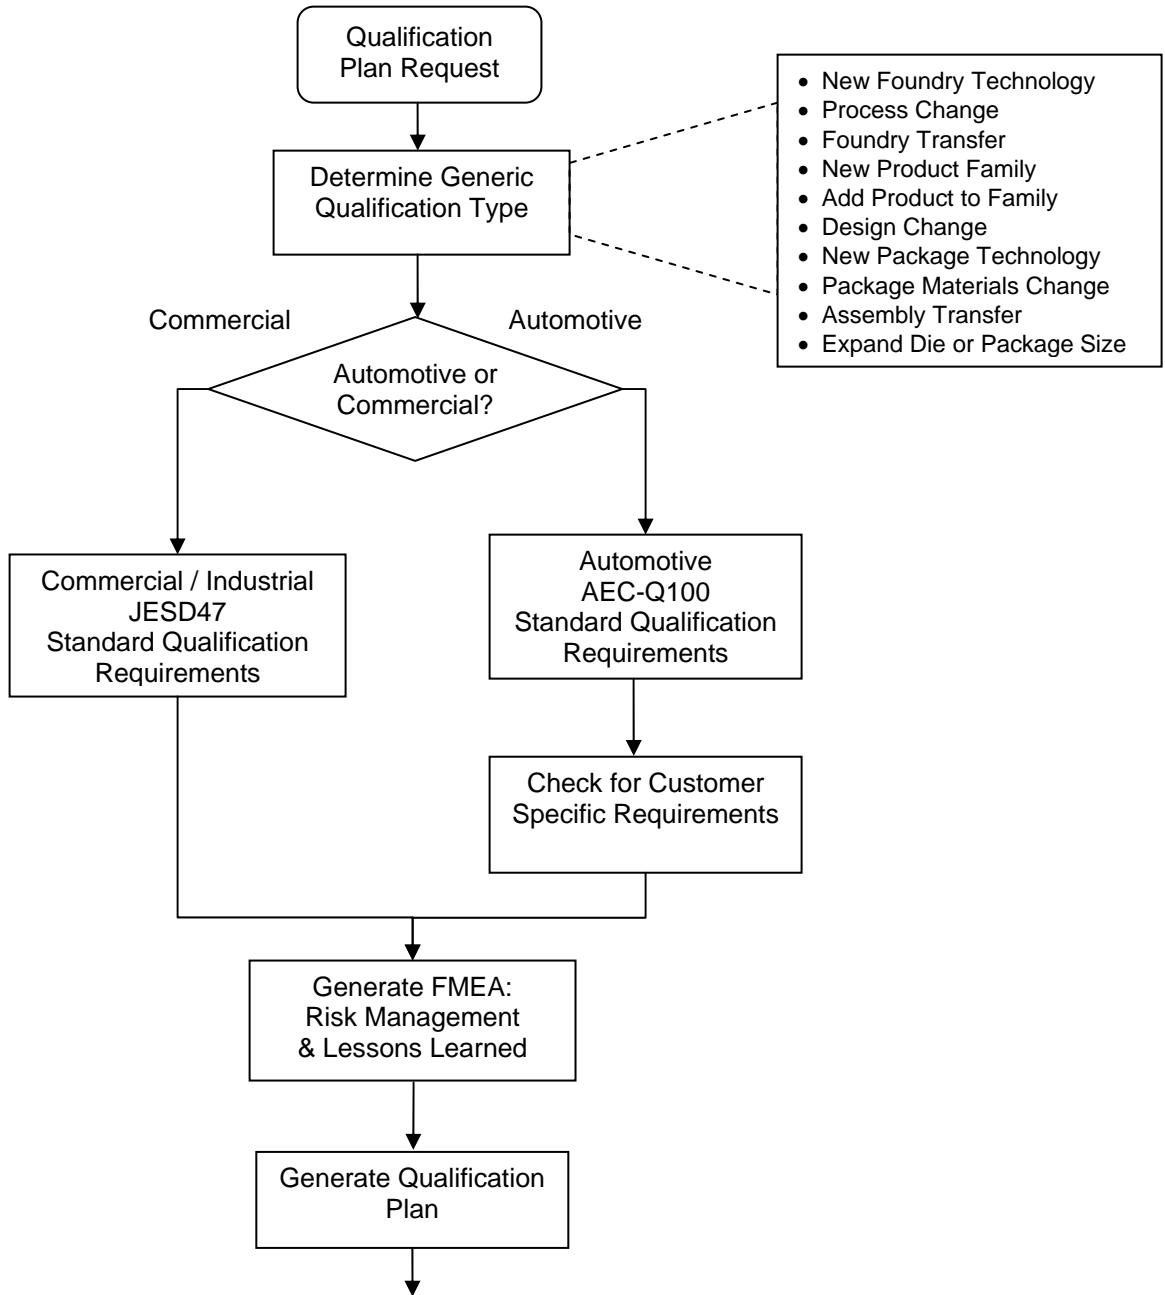 Qualification
Plan Request
Determine Generic
Qualification Type
• New Foundry Technology
• Process Change
• Foundry Transfer
• New Product Family
• Add Product to Family
• Design Change
• New Package Technology
• Package Materials Change
• Assembly Transfer
• Expand Die or Package Size
Commercial
Automotive
Automotive or
Commercial?
Commercial / Industrial
JESD47
Standard Qualification
Requirements
Automotive
AEC-Q100
Standard Qualification
Requirements
Check for Customer
Specific Requirements
Generate FMEA:
Risk Management
& Lessons Learned
Generate Qualification
Plan